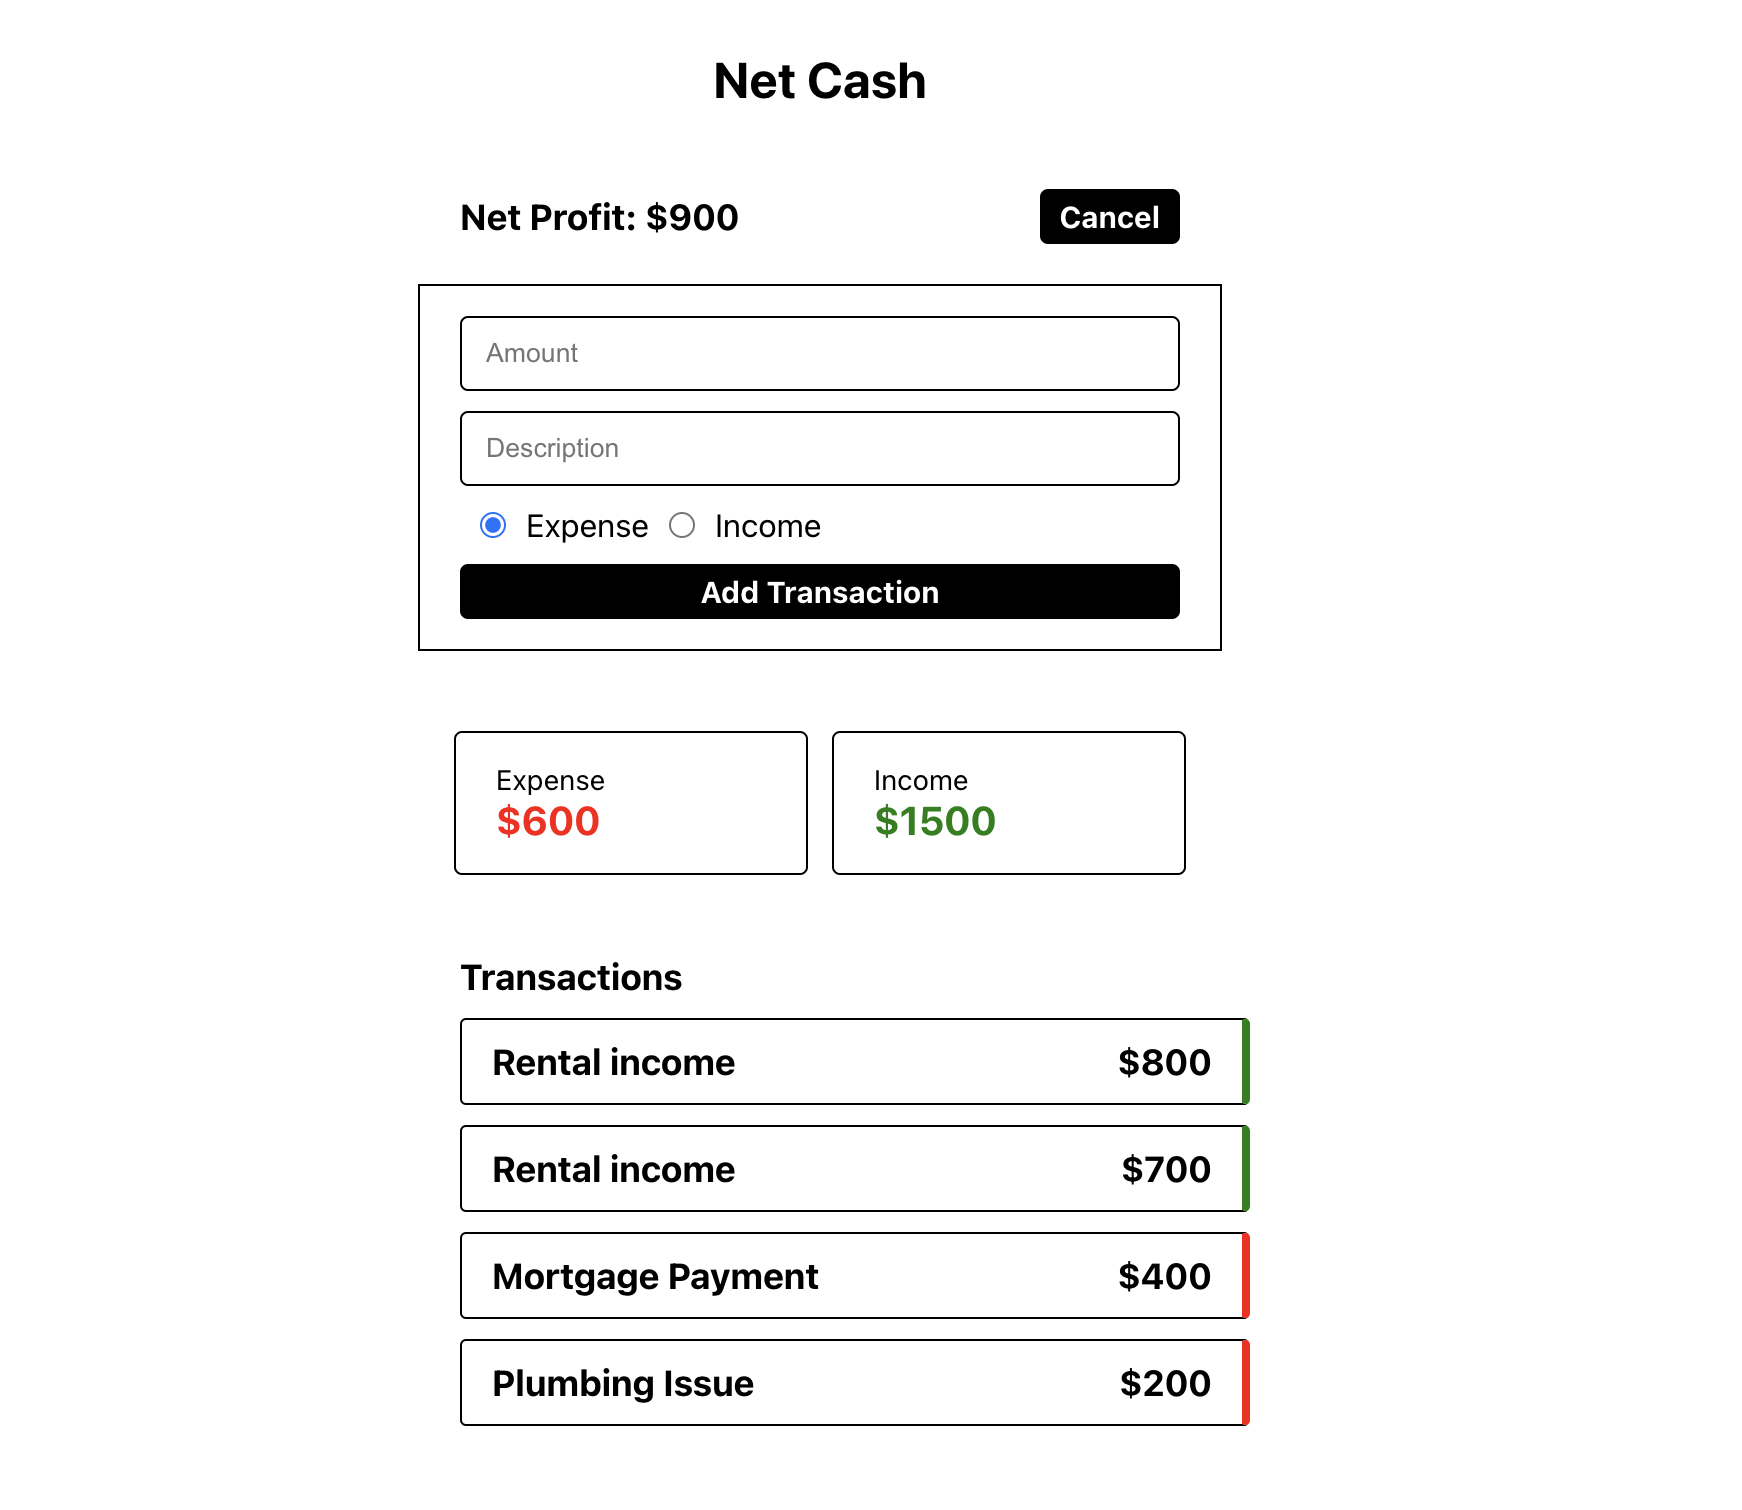 Net Cash
Net Profit: $900 Cancel
Amount
Description
Expense Income
Add Transaction
Expense Income
$600 $1500
Transactions
Rental income $800
Rental income $700
Mortgage Payment $400
Plumbing Issue $200